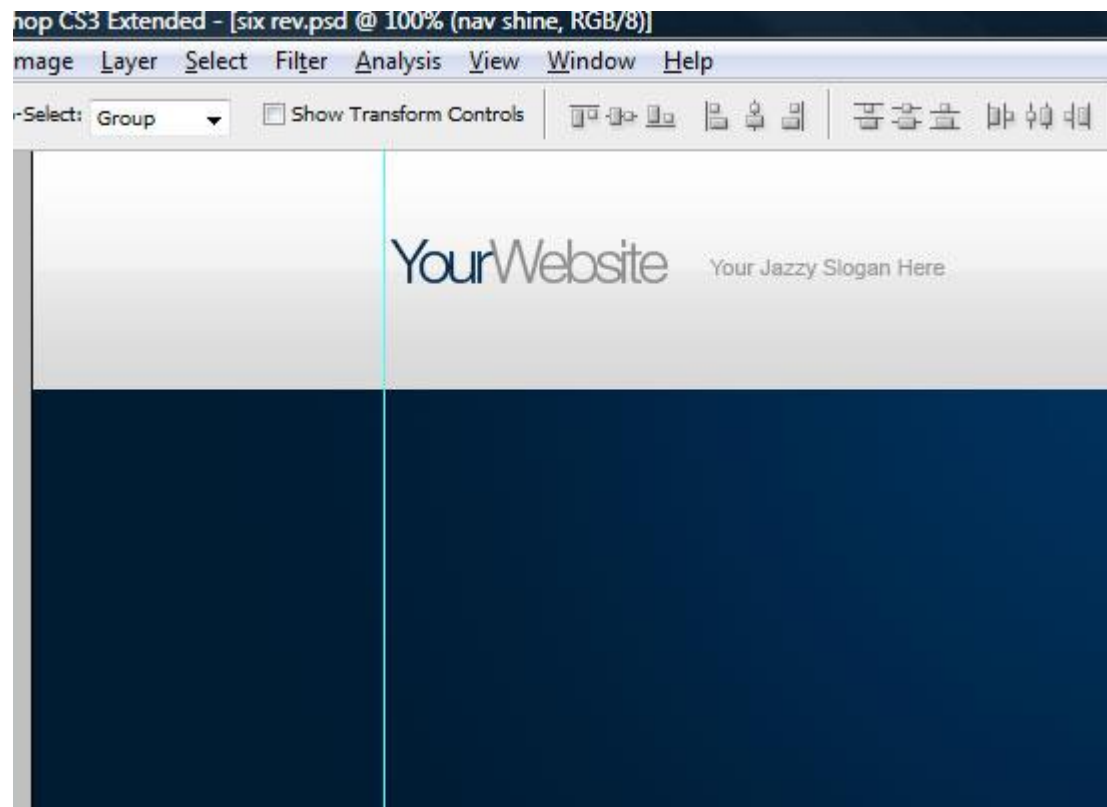 hop CS3 Extended - [six rev.psd @ 100% (nav shine, RGB/8)]
mage Layer Select Filter Analysis View Window Help
-Select: Group Show Transform Controls
YourWebsite Your Jazzy Slogan Here